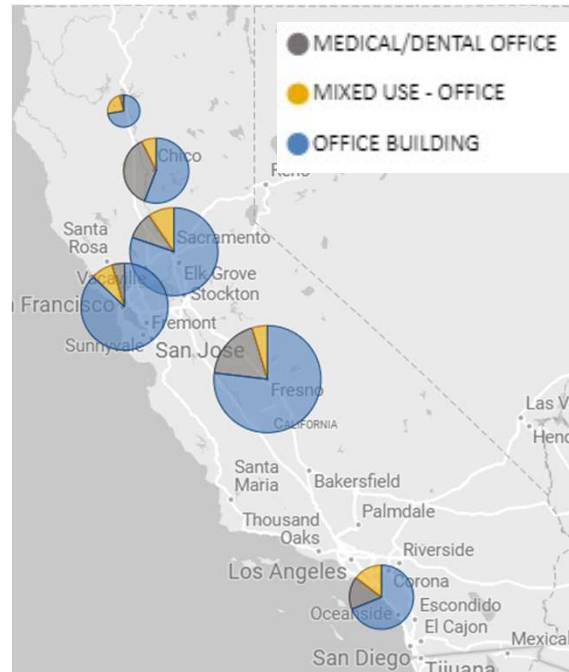 MEDICAL/DENTAL OFFICE
MIXED USE - OFFICE
OFFICE BUILDING
Chico
Reno
Santa
Rosa
Sacramento
Vacaville
Elk Grove
Stockton
n Francisco
Fremont
Sunnyvale
San Jose
Fresno
CALIFORNIA
Las V
Hend
Santa
Maria
Bakersfield
Thousand
Oaks
Palmdale
Riverside
Los Angeles
Corona
Oceanside
Escondido
El Cajon
San Diego
Mexical
Tijuana